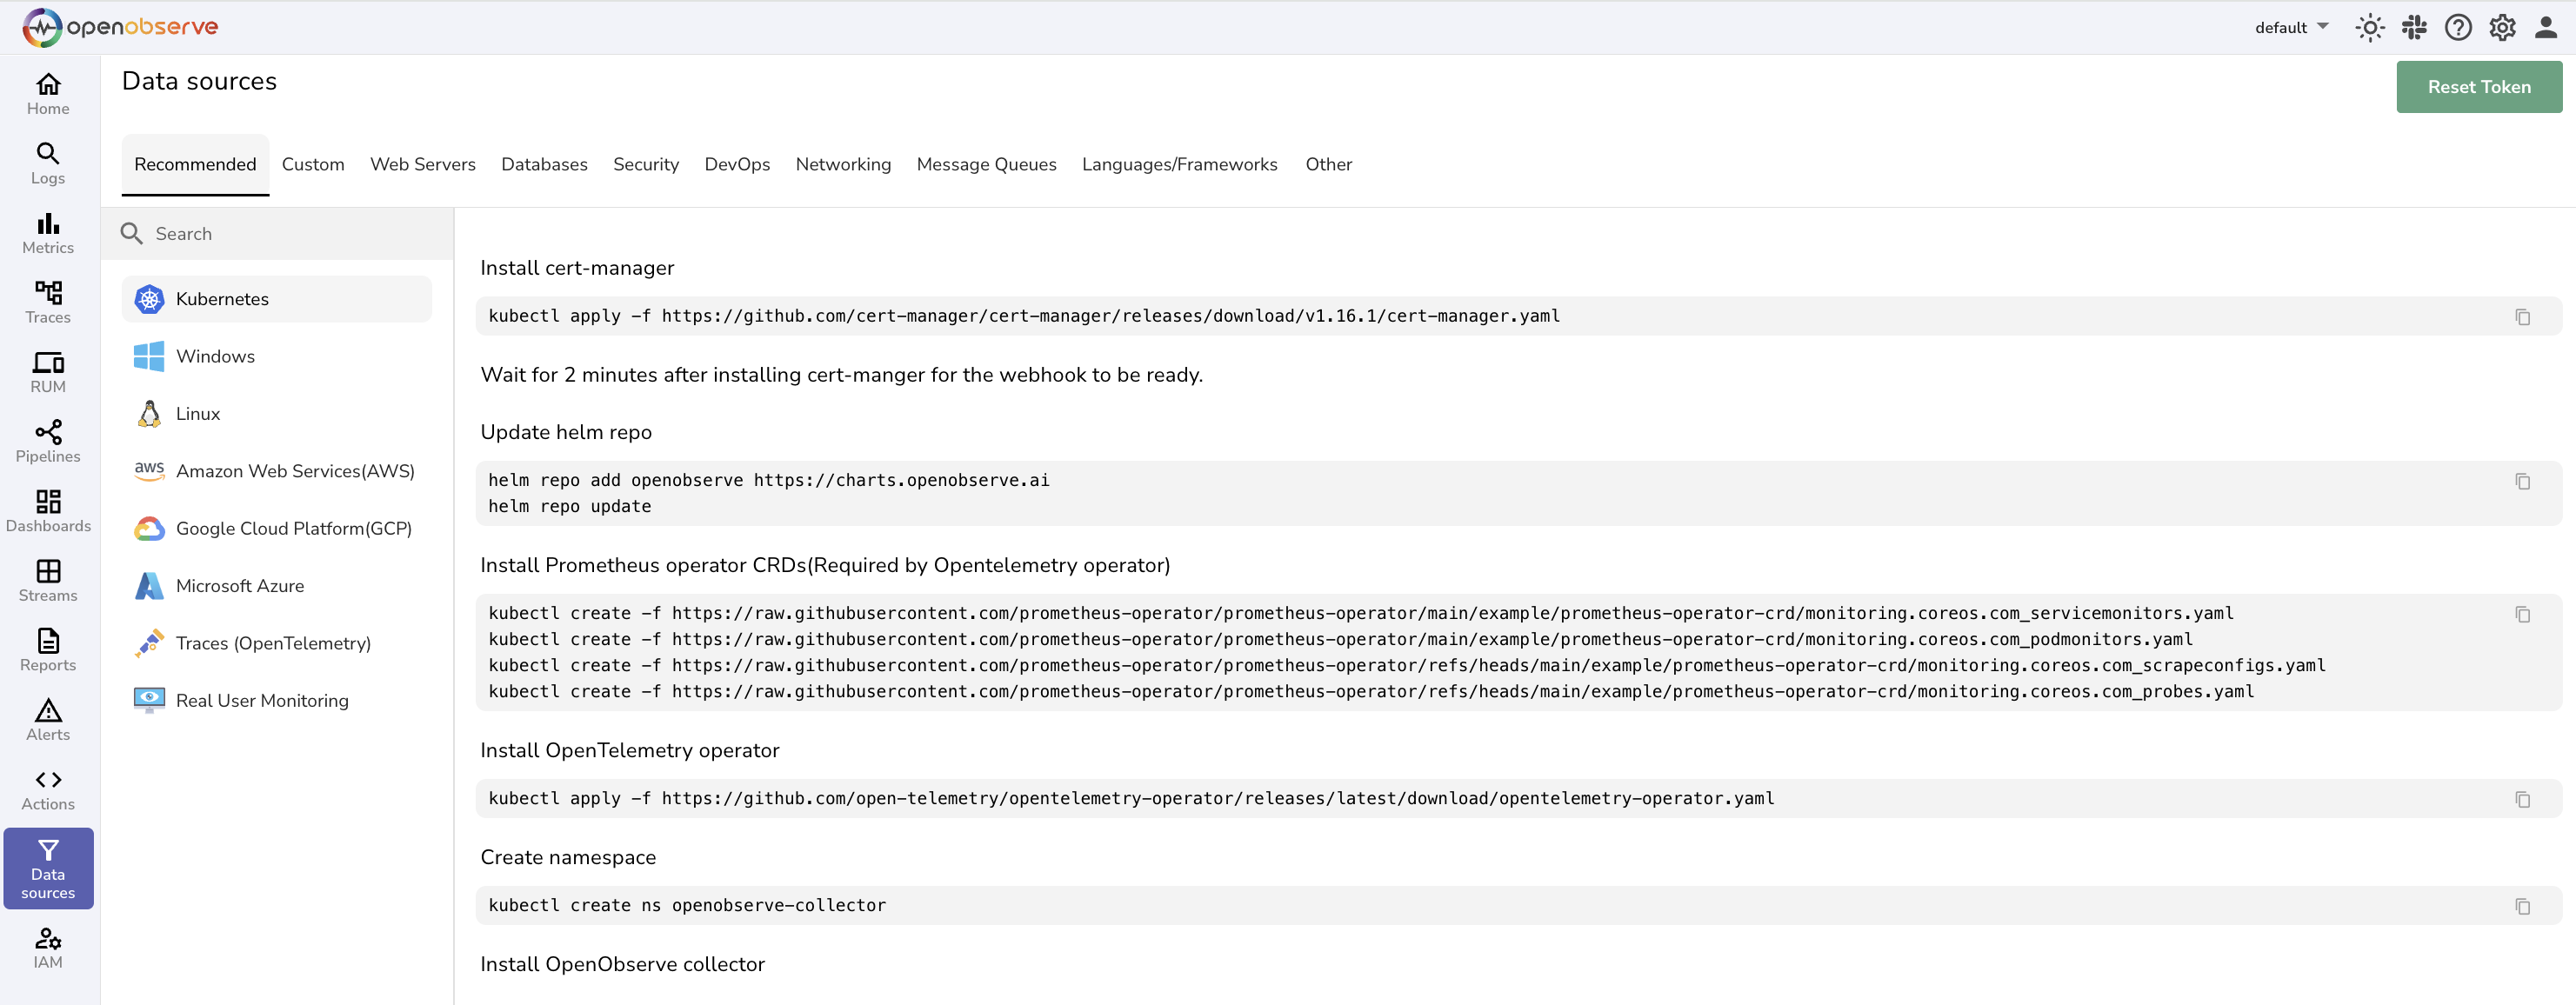 openobserve
default
Data sources
Reset Token
Home
Logs
Metrics
Traces
RUM
Pipelines
Dashboards
Streams
Reports
Alerts
Actions
Data
sources
IAM
Recommended Custom Web Servers Databases Security DevOps Networking Message Queues Languages/Frameworks Other
Search
Kubernetes
Windows
Linux
aws Amazon Web Services(AWS)
Google Cloud Platform(GCP)
Microsoft Azure
Traces (OpenTelemetry)
Real User Monitoring
Install cert-manager
kubectl apply -f https://github.com/cert-manager/cert-manager/releases/download/v1.16.1/cert-manager.yaml
Wait for 2 minutes after installing cert-manger for the webhook to be ready.
Update helm repo
helm repo add openobserve https://charts.openobserve.ai
helm repo update
Install Prometheus operator CRDs(Required by Opentelemetry operator)
kubectl create -f https://raw.githubusercontent.com/prometheus-operator/prometheus-operator/main/example/prometheus-operator-crd/monitoring.coreos.com_servicemonitors.yaml
kubectl create -f https://raw.githubusercontent.com/prometheus-operator/prometheus-operator/main/example/prometheus-operator-crd/monitoring.coreos.com_podmonitors.yaml
kubectl create -f https://raw.githubusercontent.com/prometheus-operator/prometheus-operator/refs/heads/main/example/prometheus-operator-crd/monitoring.coreos.com_scrapeconfigs.yaml
kubectl create -f https://raw.githubusercontent.com/prometheus-operator/prometheus-operator/refs/heads/main/example/prometheus-operator-crd/monitoring.coreos.com_probes.yaml
Install OpenTelemetry operator
kubectl apply -f https://github.com/open-telemetry/opentelemetry-operator/releases/latest/download/opentelemetry-operator.yaml
Create namespace
kubectl create ns openobserve-collector
Install OpenObserve collector